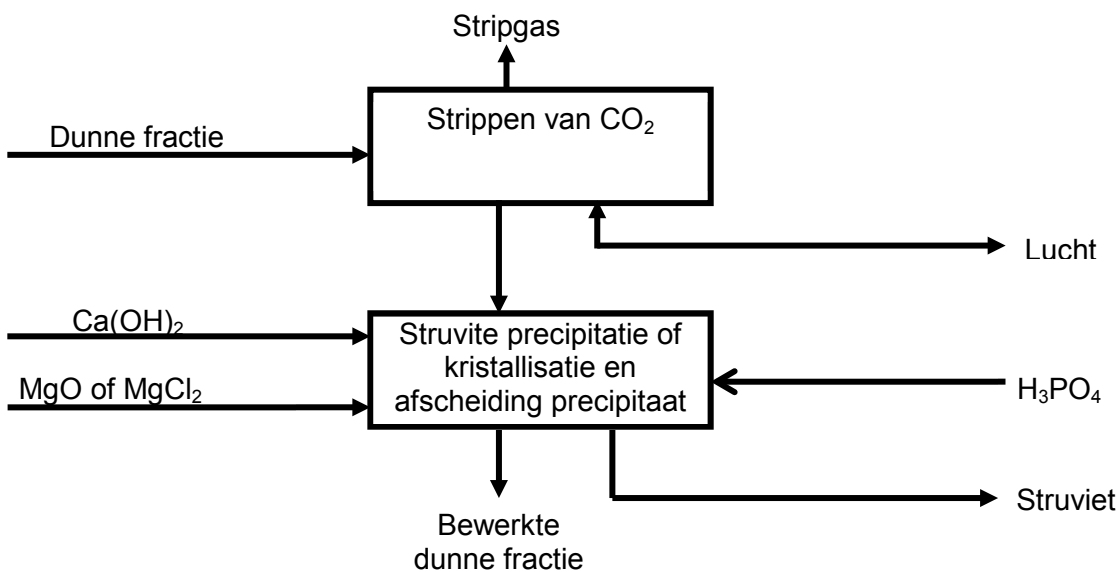 Stripgas
Strippen van CO₂
Dunne fractie
Lucht
Ca(OH)₂
Struvite precipitatie of
kristallisatie en
afscheiding precipitaat
MgO of MgCl₂
H₃PO₄
Struviet
Bewerkte
dunne fractie